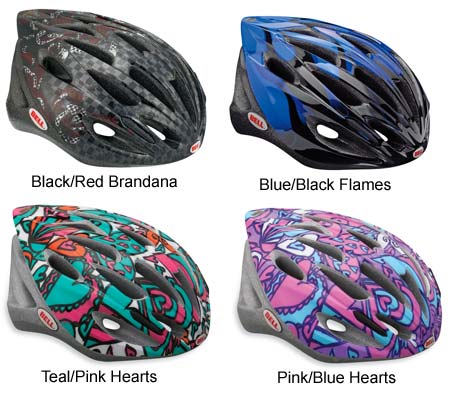 BELL
BELL
Black/Red Brandana
Blue/Black Flames
BELL
BELL
Teal/Pink Hearts
Pink/Blue Hearts